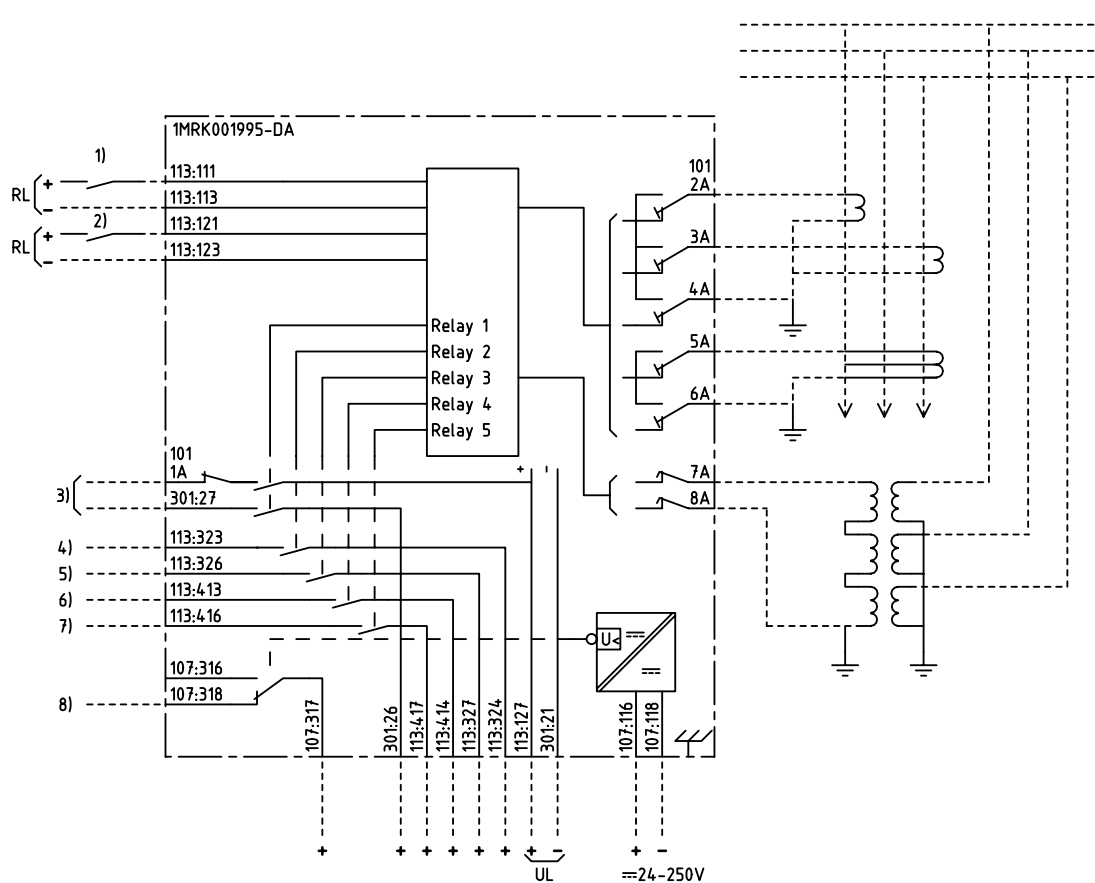 1MRK001995-DA
1)
113:111
RL + -
113:113
2)
113:121
RL + -
113:123
101
2A
3A
4A
5A
6A
7A
8A
Relay 1
Relay 2
Relay 3
Relay 4
Relay 5
101
1A
3)
301:27
4) 113:323
5) 113:326
6) 113:413
7) 113:416
107:316
8) 107:318
+ -
U<
107:317
301:26
113:417
113:414
113:327
113:324
113:127
301:21
107:116
107:118
+ + + + + + + - + -
UL
24-250V